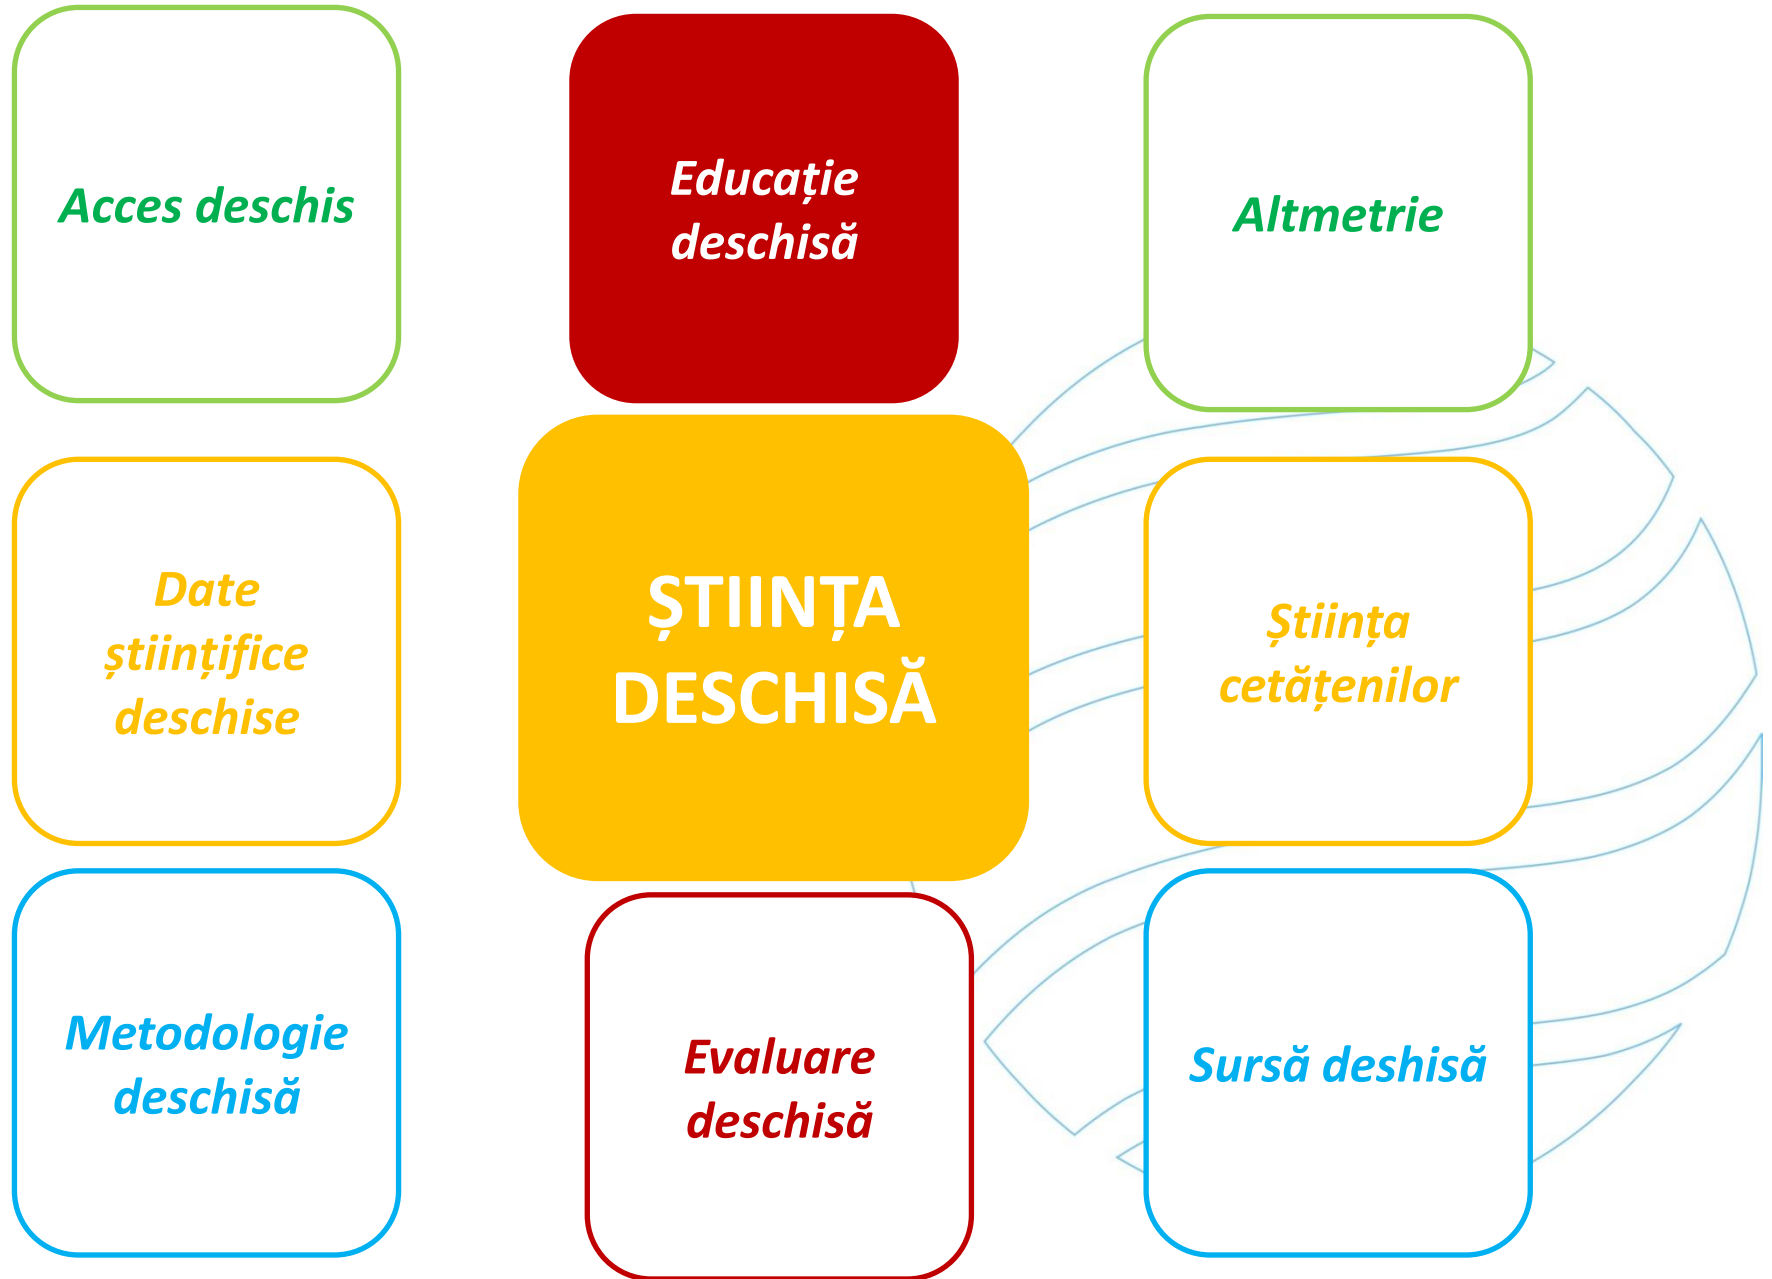 Acces deschis
Educație
deschisă
Altmetrie
Date
științifice
deschise
ȘTIINȚA
DESCHISĂ
Știința
cetățenilor
Metodologie
deschisă
Evaluare
deschisă
Sursă deshisă